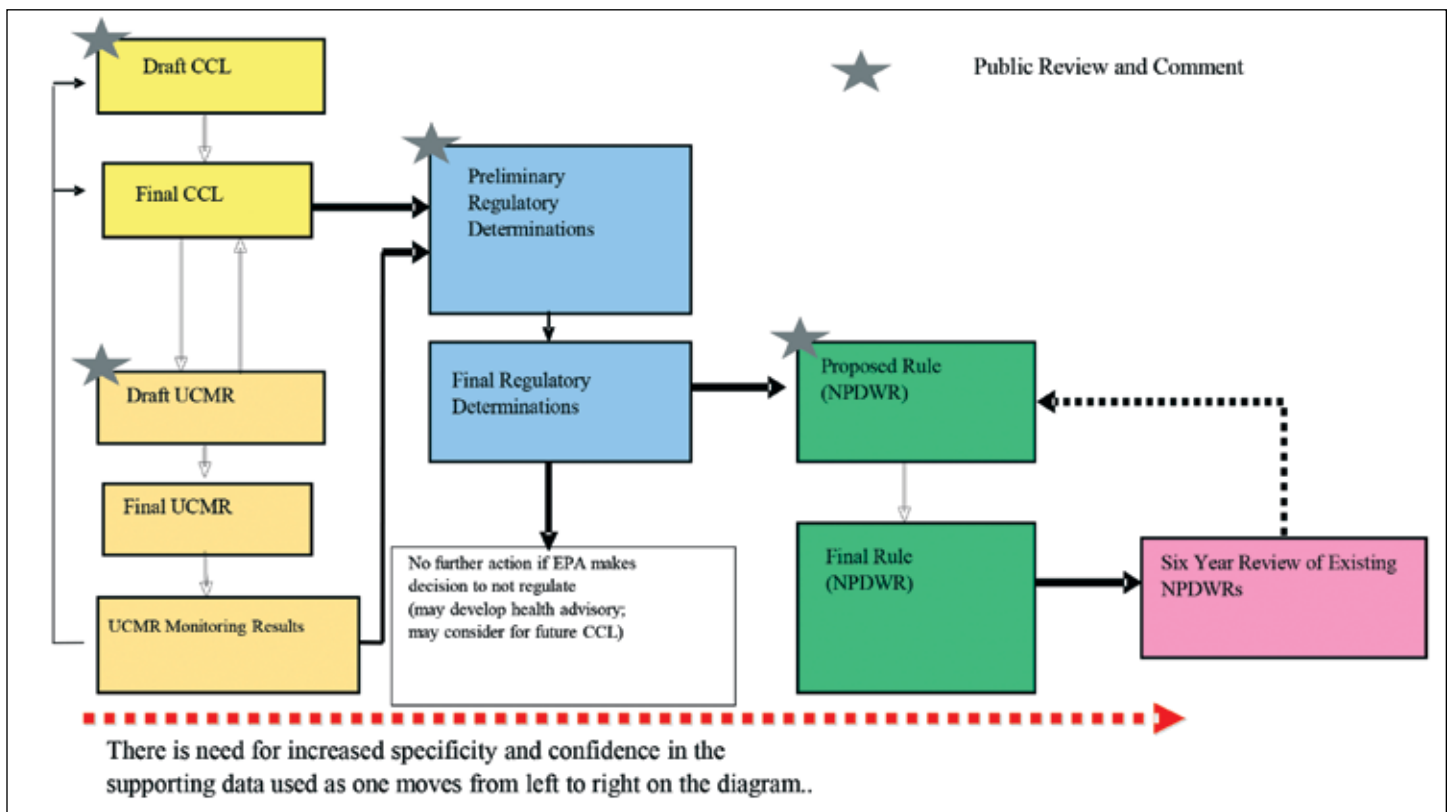 Draft CCL
Public Review and Comment
Final CCL
Preliminary
Regulatory
Determinations
Draft UCMR
Final Regulatory
Determinations
Proposed Rule
(NPDWR)
Final UCMR
No further action if EPA makes
decision to not regulate
(may develop health advisory;
may consider for future CCL)
Final Rule
(NPDWR)
Six Year Review of Existing
NPDWRs
UCMR Monitoring Results
There is need for increased specificity and confidence in the
supporting data used as one moves from left to right on the diagram..